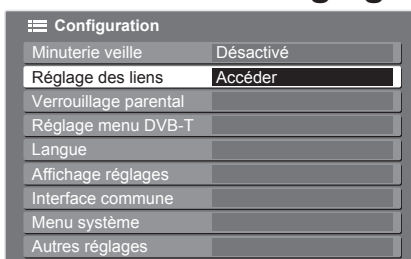 Configuration
Minuterie veille Désactivé
Réglage des liens Accéder
Verrouillage parental
Réglage menu DVB-T
Langue
Affichage réglages
Interface commune
Menu système
Autres réglages